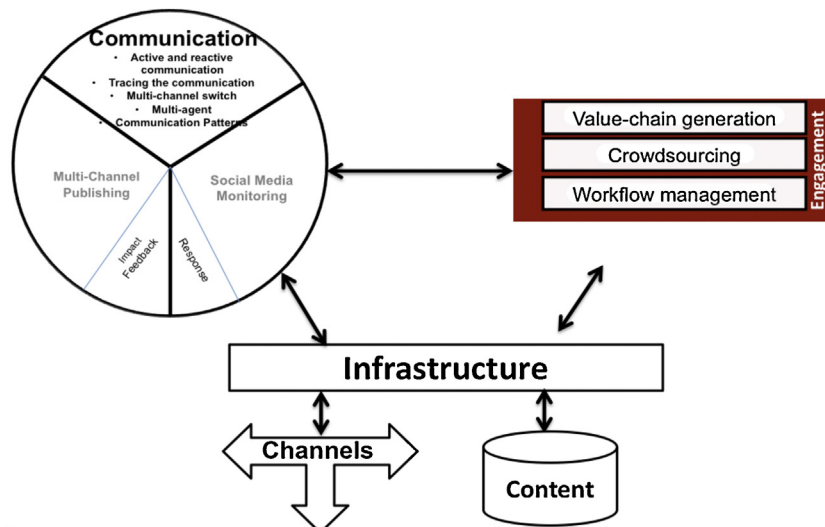 Communication
• Active and reactive
communication
• Tracing the communication
• Multi-channel switch
• Multi-agent
• Communication Patterns
Multi-Channel
Publishing
Social Media
Monitoring
Impact
Feedback
Response
Value-chain generation
Crowdsourcing
Workflow management
Engagement
Infrastructure
Channels
Content